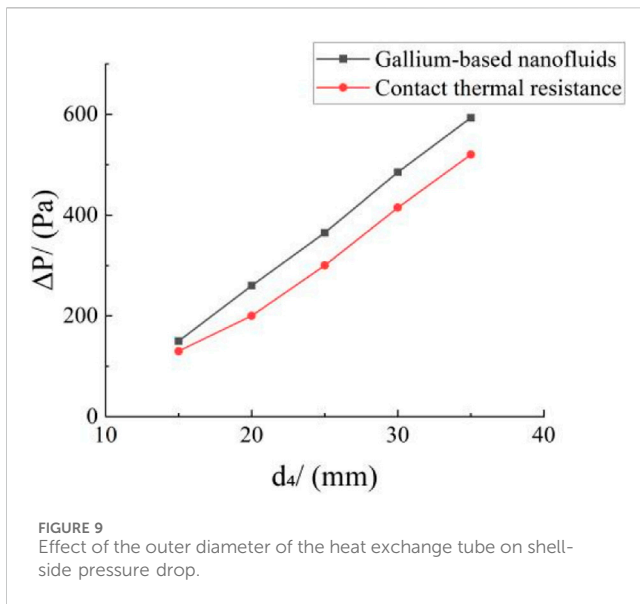 Gallium-based nanofluids
Contact thermal resistance
600
400
200
0
ΔP/ (Pa)
10
20
30
40
d₄/ (mm)
FIGURE 9
Effect of the outer diameter of the heat exchange tube on shell-
side pressure drop.